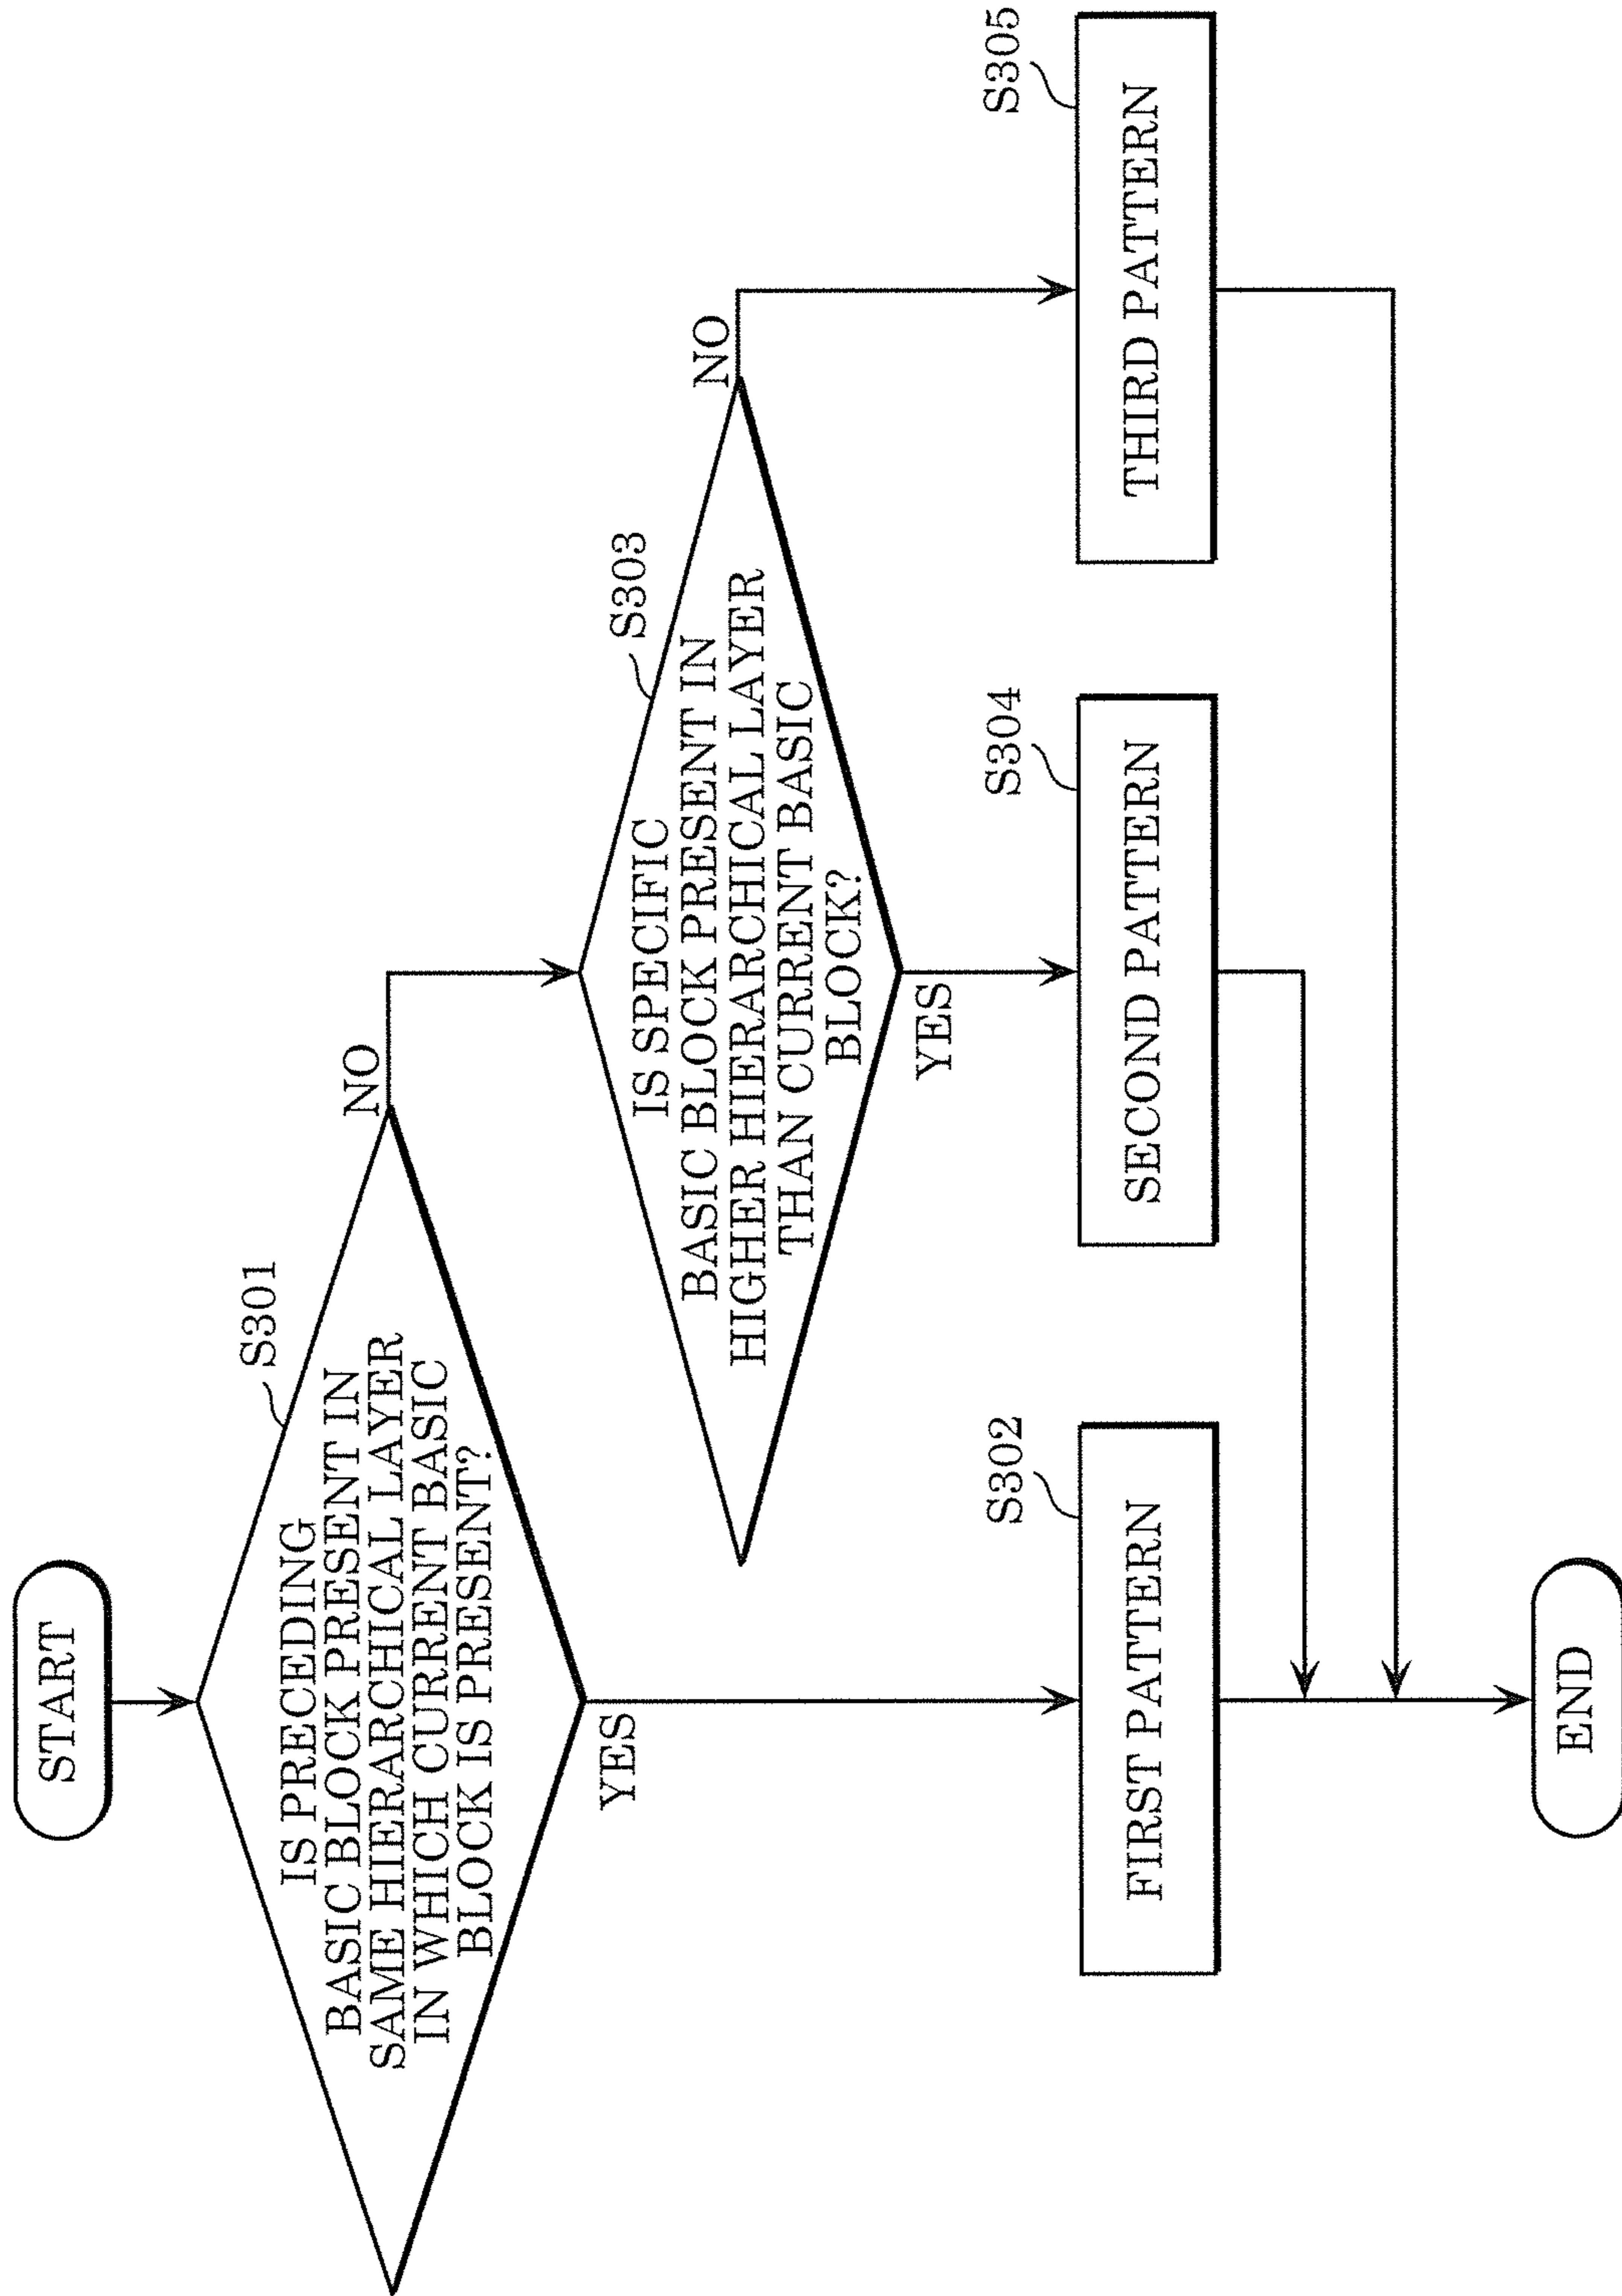 START
S301
IS PRECEDING
BASIC BLOCK PRESENT IN
SAME HIERARCHICAL LAYER
IN WHICH CURRENT BASIC
BLOCK IS PRESENT?
NO
YES
S303
IS SPECIFIC
BASIC BLOCK PRESENT IN
HIGHER HIERARCHICAL LAYER
THAN CURRENT BASIC
BLOCK?
NO
YES
S302
FIRST PATTERN
S304
SECOND PATTERN
S305
THIRD PATTERN
END